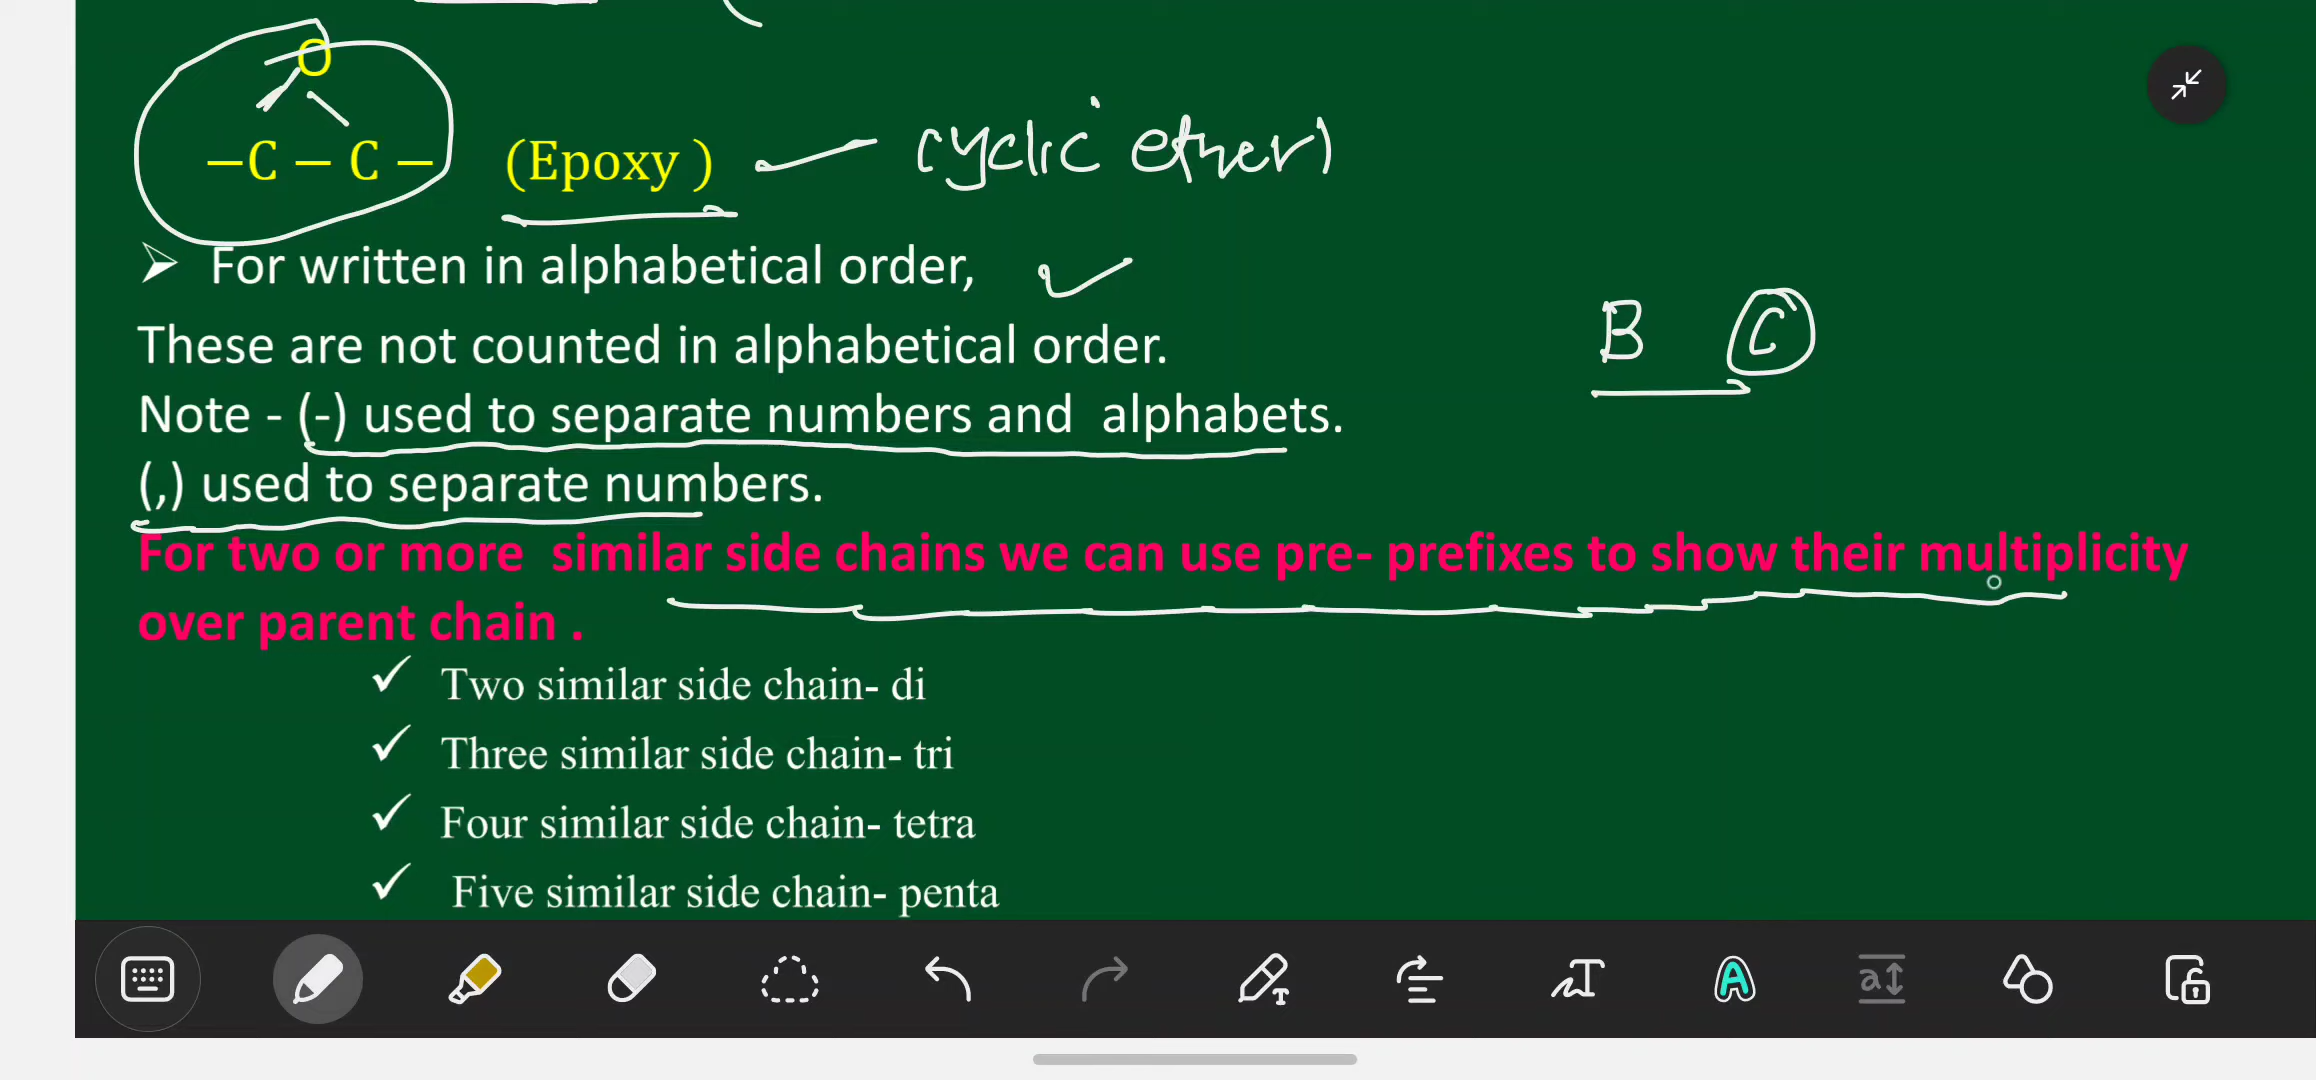 O
–C – C – (Epoxy ) cyclic ether)
➢ For written in alphabetical order,
B C
These are not counted in alphabetical order.
Note - (-) used to separate numbers and alphabets.
(,) used to separate numbers.
For two or more similar side chains we can use pre- prefixes to show their multiplicity
over parent chain .
✓ Two similar side chain- di
✓ Three similar side chain- tri
✓ Four similar side chain- tetra
✓ Five similar side chain- penta